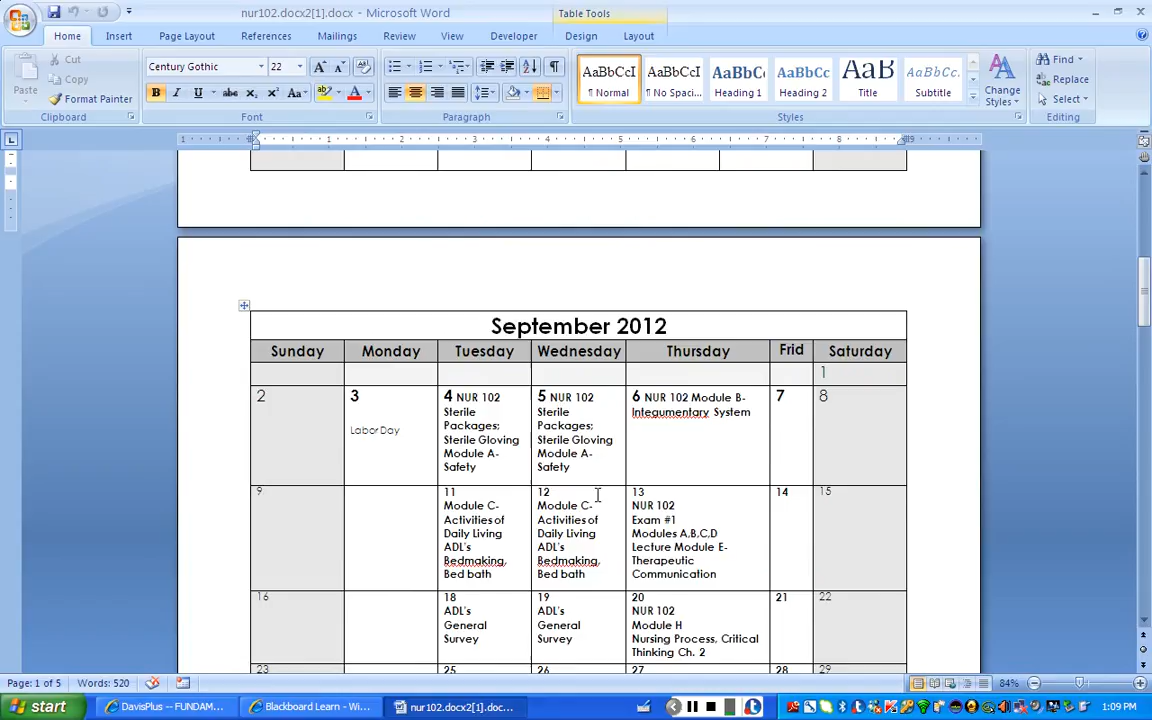 nur102.docx2[1].docx - Microsoft Word
Table Tools
Home Insert Page Layout References Mailings Review View Developer Design Layout
Paste
Cut
Copy
Format Painter
Clipboard
Century Gothic 22
Font
Paragraph
AaBbCcI AaBbCcI AaBbC AaBbCc AaB AaBbCc.
¶ Normal ¶ No Spaci... Heading 1 Heading 2 Title Subtitle
Change
Styles
Styles
Find
Replace
Select
Editing
September 2012
Sunday Monday Tuesday Wednesday Thursday Frid Saturday
1
2
3
Labor Day
4 NUR 102
Sterile
Packages;
Sterile Gloving
Module A-
Safety
5 NUR 102
Sterile
Packages;
Sterile Gloving
Module A-
Safety
6 NUR 102 Module B-
Integumentary System
7
8
9
11
Module C-
Activities of
Daily Living
ADL's
Bedmaking,
Bed bath
12
Module C-
Activities of
Daily Living
ADL's
Bedmaking,
Bed bath
13
NUR 102
Exam #1
Modules A,B,C,D
Lecture Module E-
Therapeutic
Communication
14
15
16
18
ADL's
General
Survey
19
ADL's
General
Survey
20
NUR 102
Module H
Nursing Process, Critical
Thinking Ch. 2
21
22
23 25 26 27 28 29
Page: 1 of 5 Words: 520 84%
start DavisPlus -- FUNDAM... Blackboard Learn - Wi... nur102.docx2[1].doc... 1:09 PM